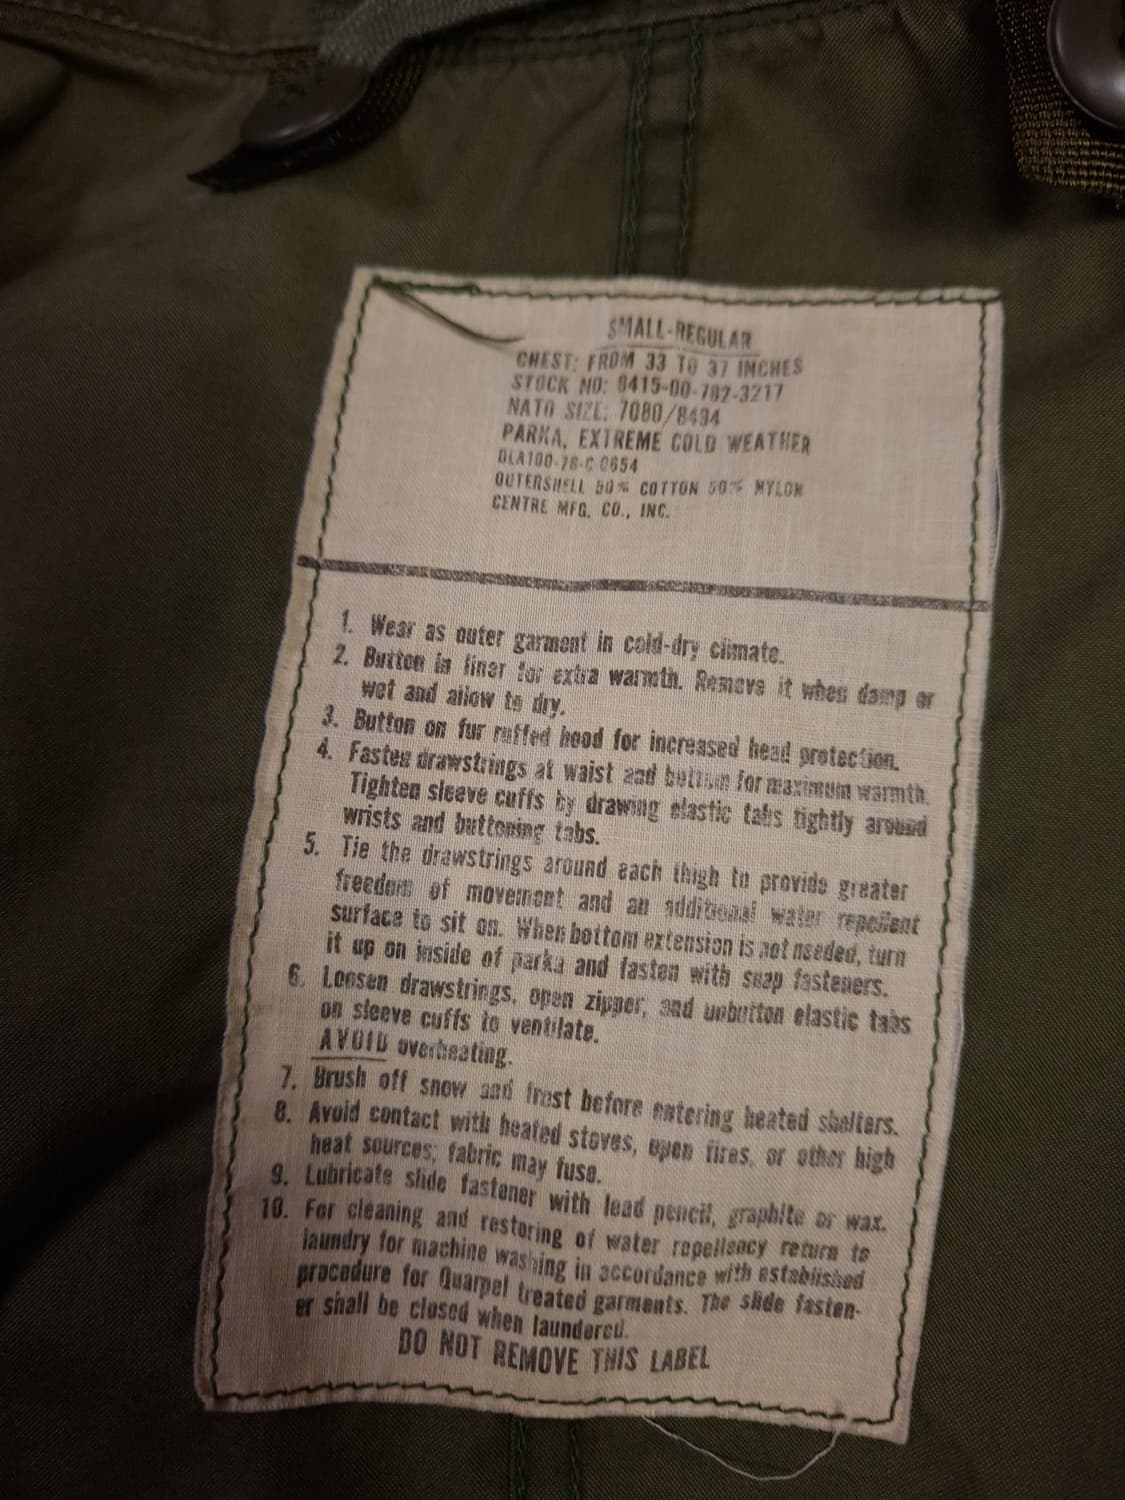 SMALL-REGULAR
CHEST: FROM 33 TO 37 INCHES
STOCK NO: 8415-00-782-3217
NATO SIZE: 7080/8494
PARKA, EXTREME COLD WEATHER
DLA100-78-C-0654
OUTERSHELL 50% COTTON 50% NYLON
CENTRE MFG. CO., INC.
1. Wear as outer garment in cold-dry climate.
2. Button in liner for extra warmth. Remove it when damp or
wet and allow to dry.
3. Button on fur ruffed hood for increased head protection.
4. Fasten drawstrings at waist and bottom for maximum warmth.
Tighten sleeve cuffs by drawing elastic tabs tightly around
wrists and buttoning tabs.
5. Tie the drawstrings around each thigh to provide greater
freedom of movement and an additional water repellent
surface to sit on. When bottom extension is not needed, turn
it up on inside of parka and fasten with snap fasteners.
6. Loosen drawstrings, open zipper, and unbutton elastic tabs
on sleeve cuffs to ventilate.
AVOID overheating.
7. Brush off snow and frost before entering heated shelters.
8. Avoid contact with heated stoves, open fires, or other high
heat sources; fabric may fuse.
9. Lubricate slide fastener with lead pencil, graphite or wax.
10. For cleaning and restoring of water repellency return to
laundry for machine washing in accordance with established
procedure for Quarpel treated garments. The slide fasten-
er shall be closed when laundered.
DO NOT REMOVE THIS LABEL